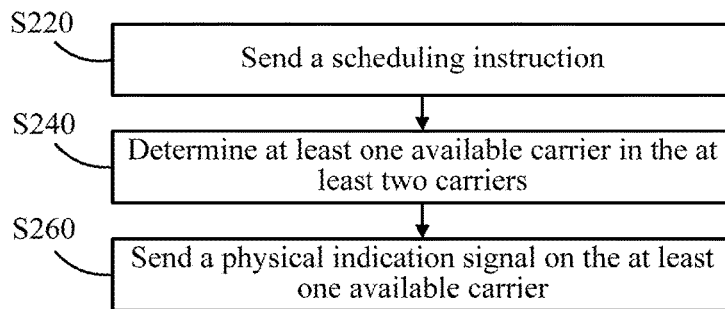 S220
Send a scheduling instruction
S240
Determine at least one available carrier in the at
least two carriers
S260
Send a physical indication signal on the at least
one available carrier